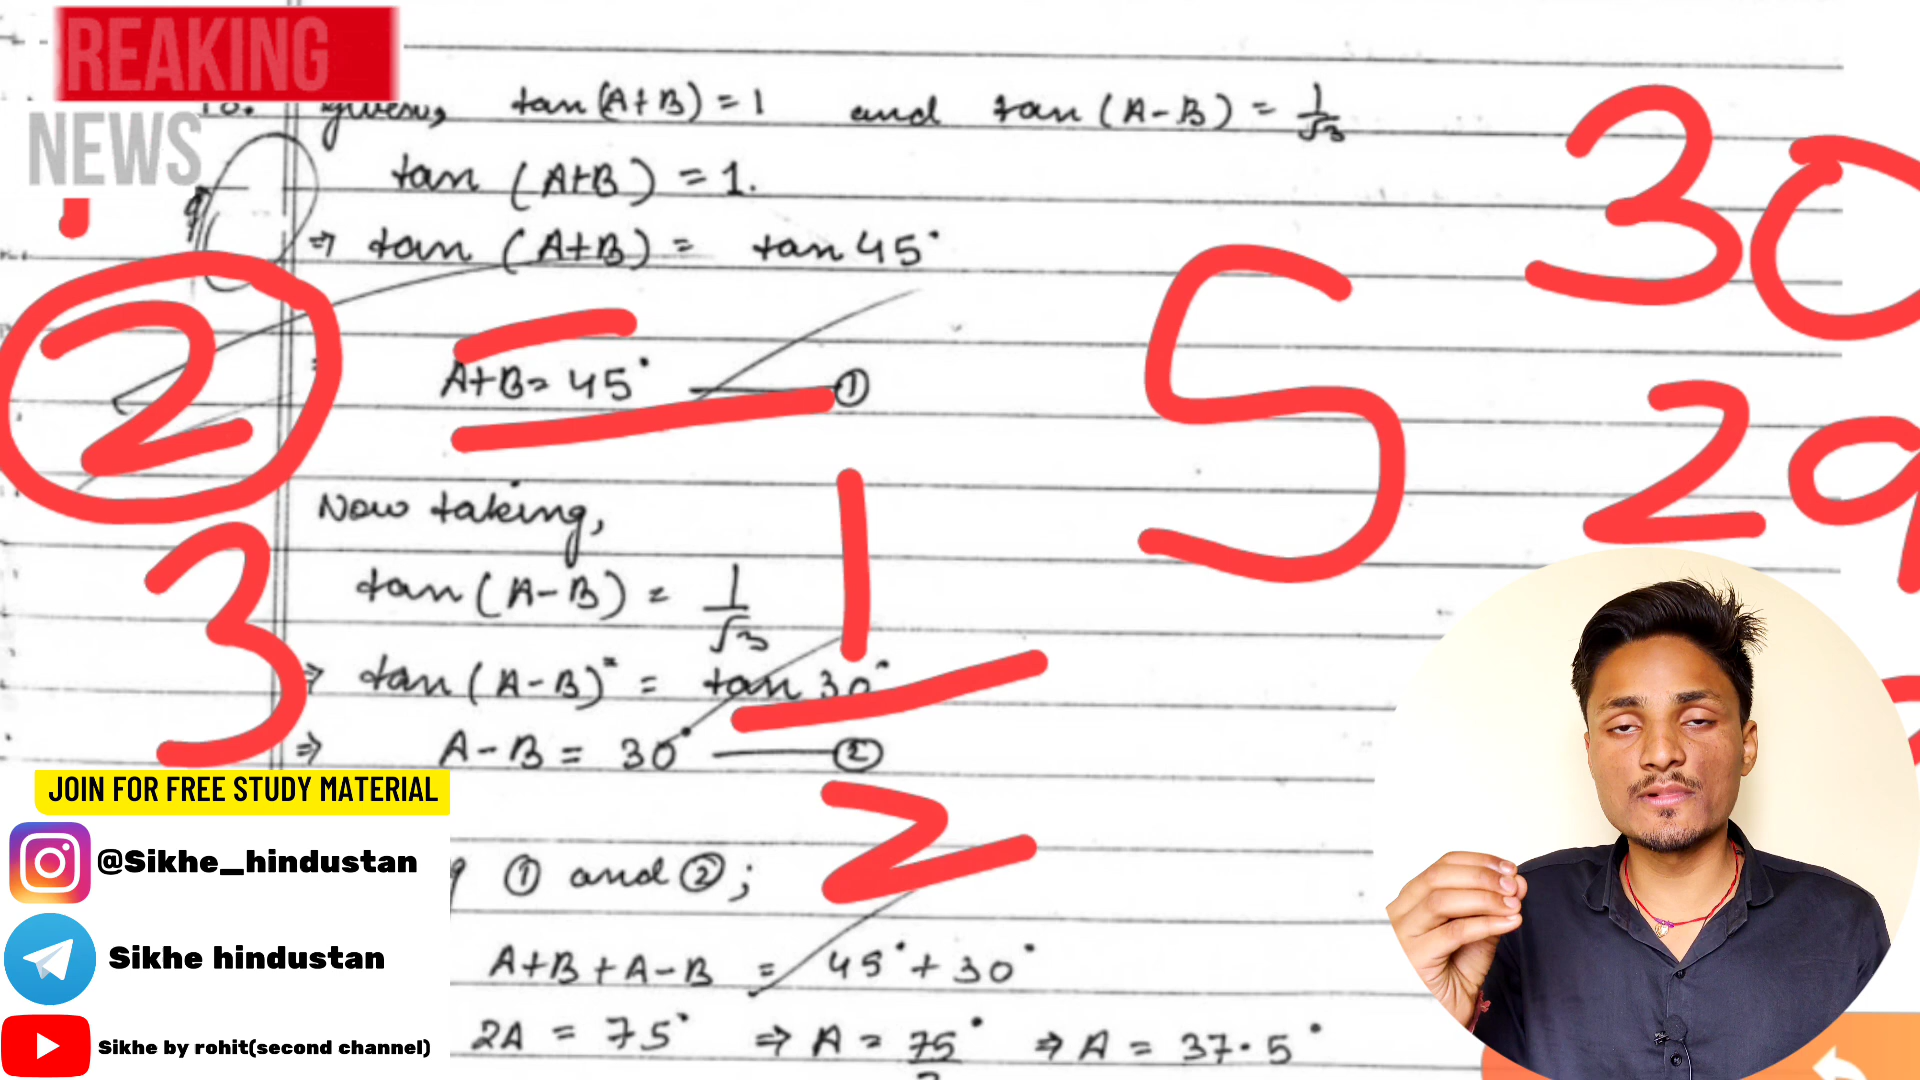 REAKING
NEWS
18. given, tan(A+B) = 1 and tan(A-B) = 1/√3
tan (A+B) = 1.
⇒ tan (A+B) = tan 45°
A+B = 45° —— ①
Now taking,
tan(A-B) = 1/√3
⇒ tan(A-B)° = tan 30°
⇒ A-B = 30° —— ②
① and ②;
A+B+A-B = 45° + 30°
2A = 75° ⇒ A = 75°/2 ⇒ A = 37.5°
2
3
1/2
5
30
29
JOIN FOR FREE STUDY MATERIAL
@Sikhe_hindustan
Sikhe hindustan
Sikhe by rohit(second channel)